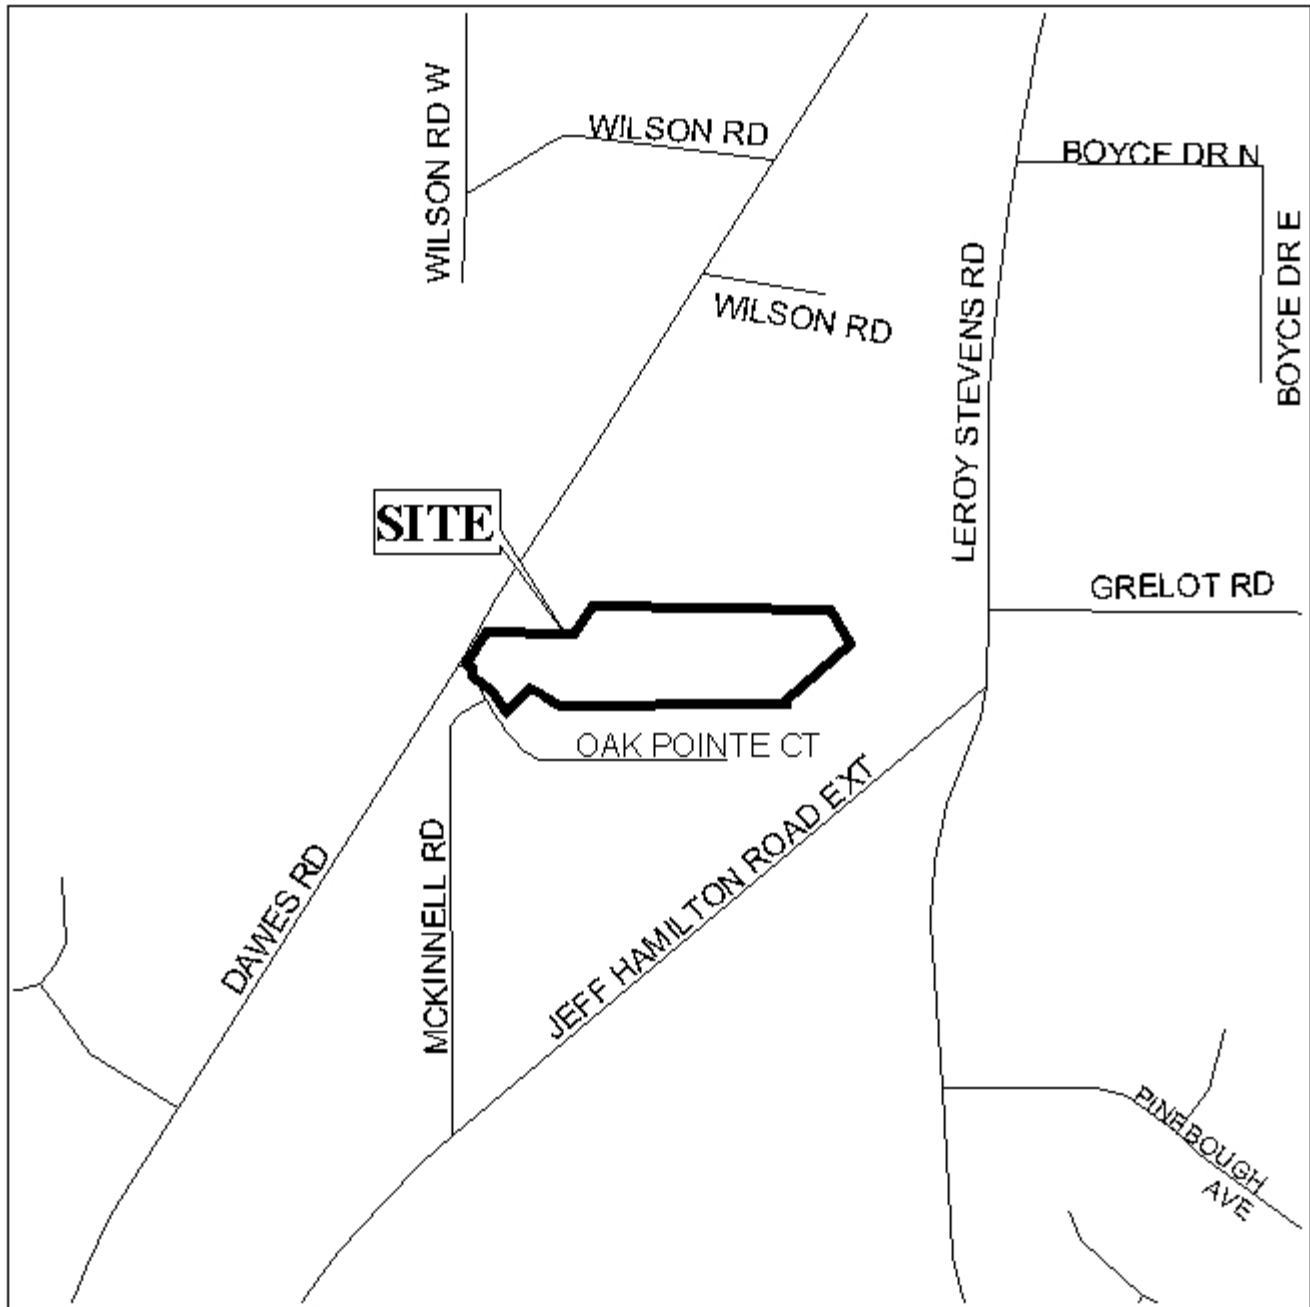 WILSON RD W
WILSON RD
BOYCE DR N
BOYCE DR E
WILSON RD
LEROY STEVENS RD
SITE
GRELOT RD
OAK POINTE CT
JEFF HAMILTON ROAD EXT
MCKINNELL RD
DAWES RD
PINEBOUGH
AVE